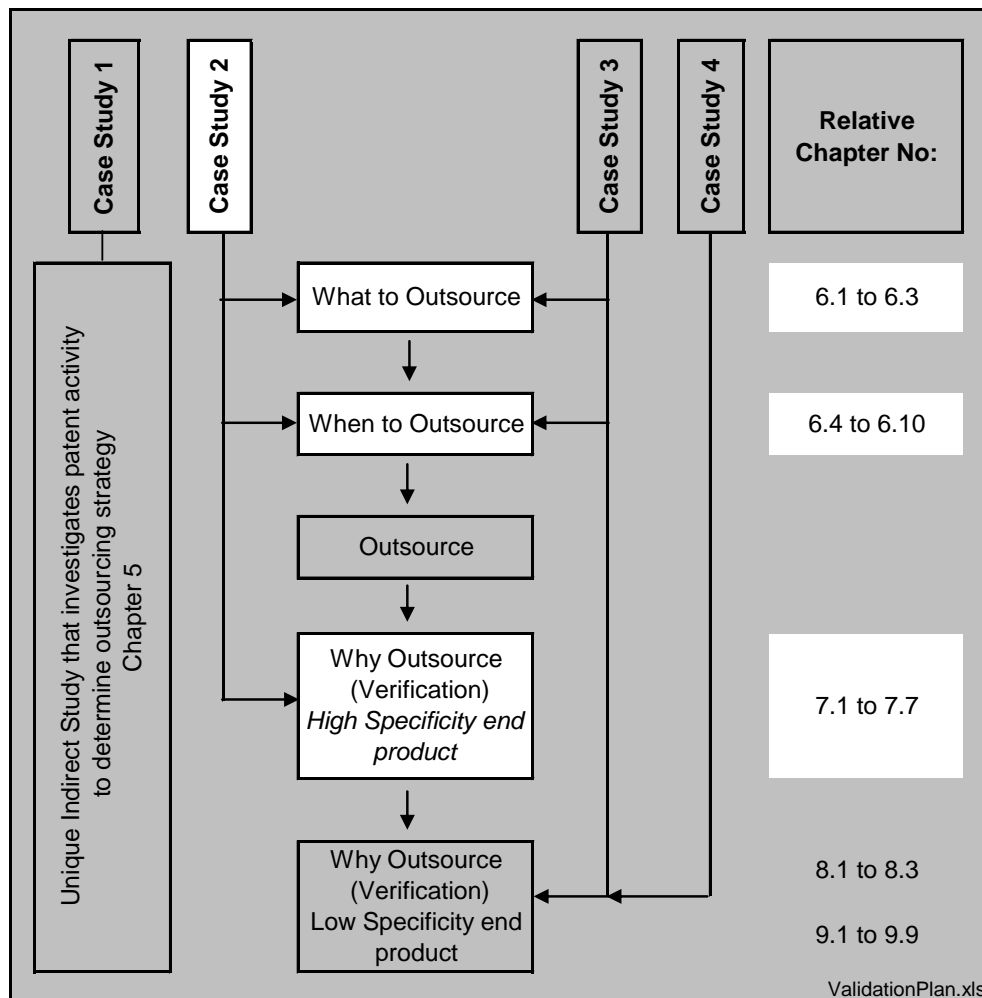 Case Study 1
Case Study 2
Case Study 3
Case Study 4
Relative
Chapter No:
Unique Indirect Study that investigates patent activity
to determine outsourcing strategy
Chapter 5
What to Outsource
6.1 to 6.3
When to Outsource
6.4 to 6.10
Outsource
Why Outsource
(Verification)
High Specificity end
product
7.1 to 7.7
Why Outsource
(Verification)
Low Specificity end
product
8.1 to 8.3
9.1 to 9.9
ValidationPlan.xls